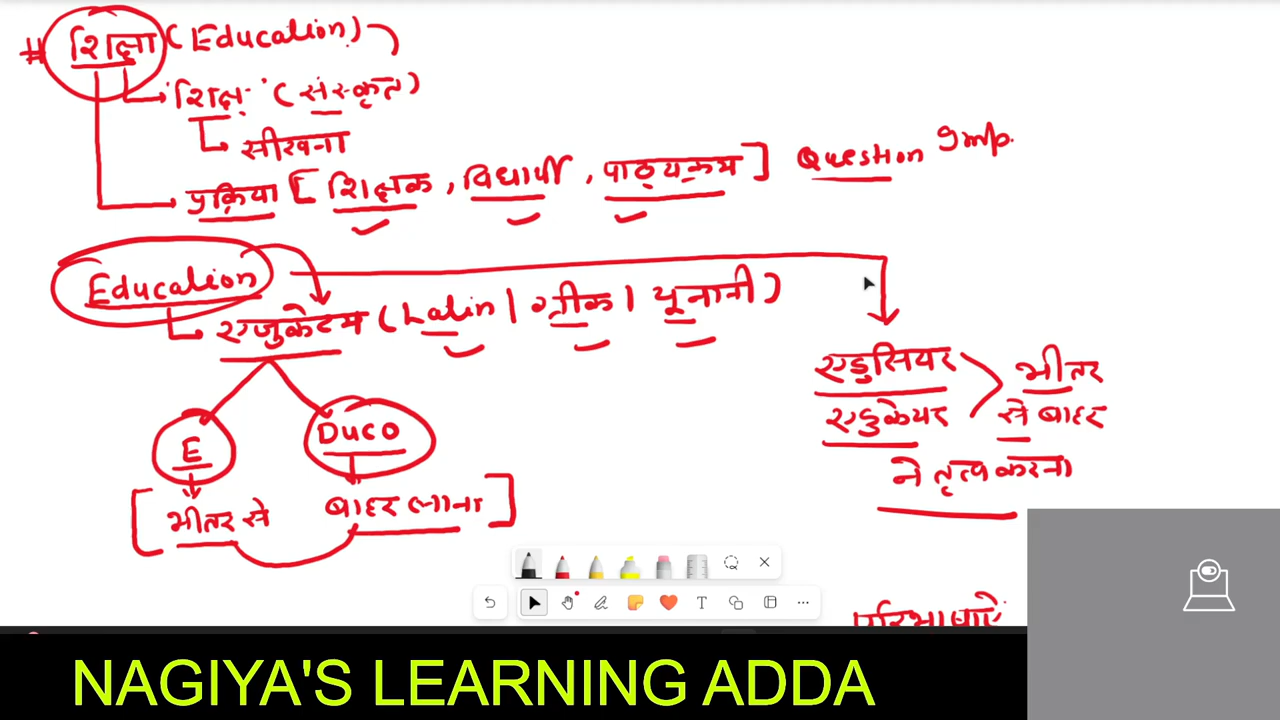 # शिक्षा (Education)
'शिक्ष' (संस्कृत)
सीखना
प्रक्रिया [शिक्षक, विद्यार्थी, पाठ्यक्रम] Question Imp.
Education
एजुकेटम (Latin | ग्रीक | यूनानी)
एडुसियर
एडुकेयर
भीतर
से बाहर
नेतृत्व करना
E
Duco
[भीतर से बाहर लाना]
परिभाषाऐं
NAGIYA'S LEARNING ADDA